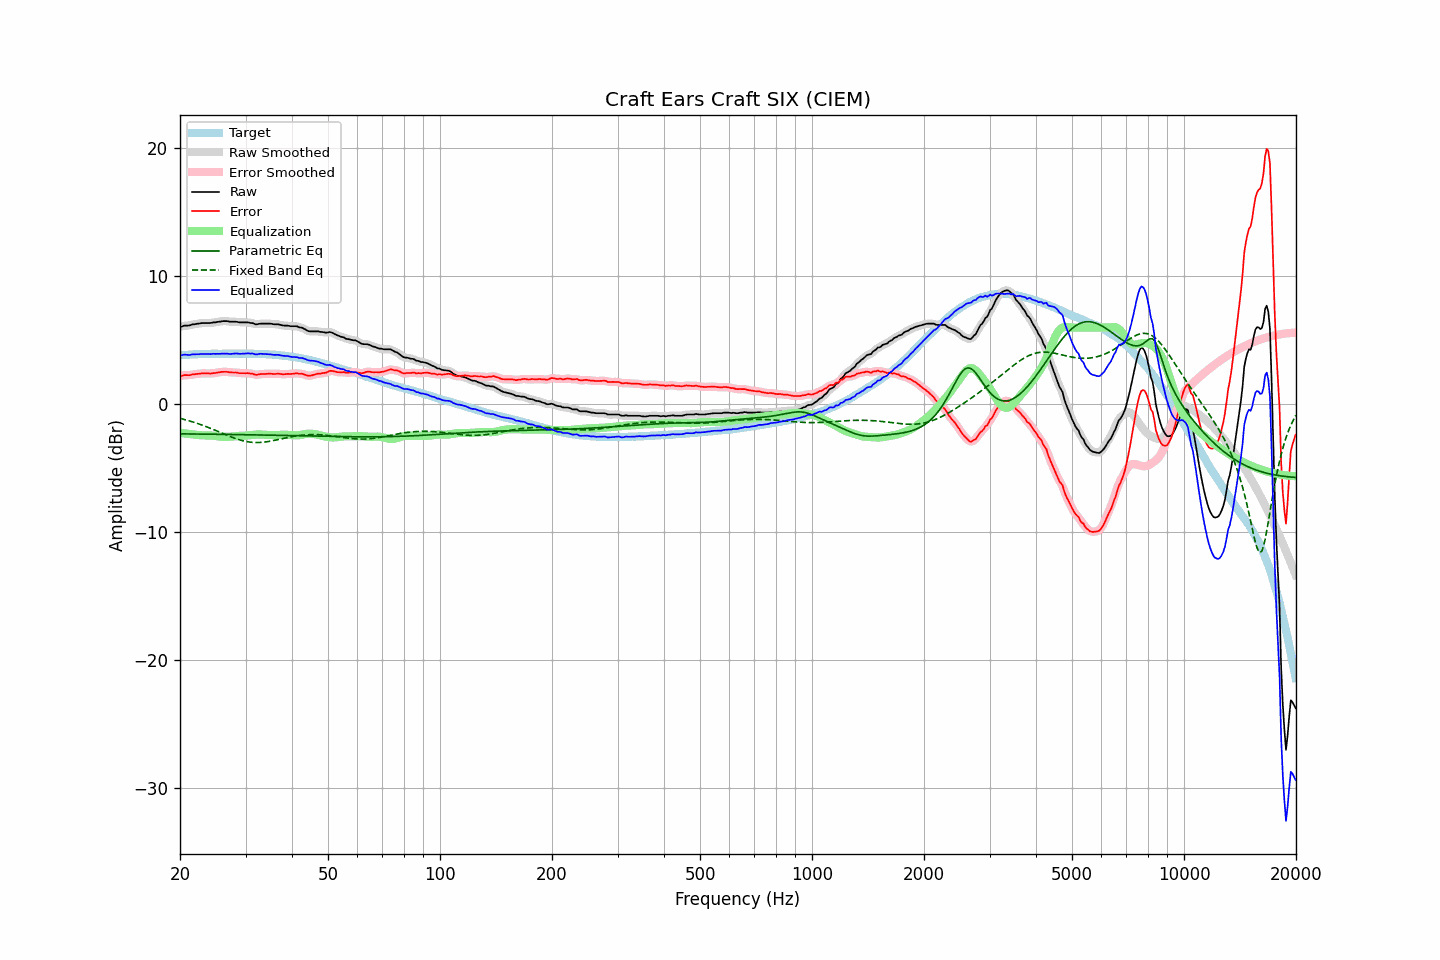 Craft Ears Craft SIX (CIEM)
Target
Raw Smoothed
Error Smoothed
Raw
Error
Equalization
Parametric Eq
Fixed Band Eq
Equalized
Amplitude (dBr)
20
10
0
−10
−20
−30
20 50 100 200 500 1000 2000 5000 10000 20000
Frequency (Hz)